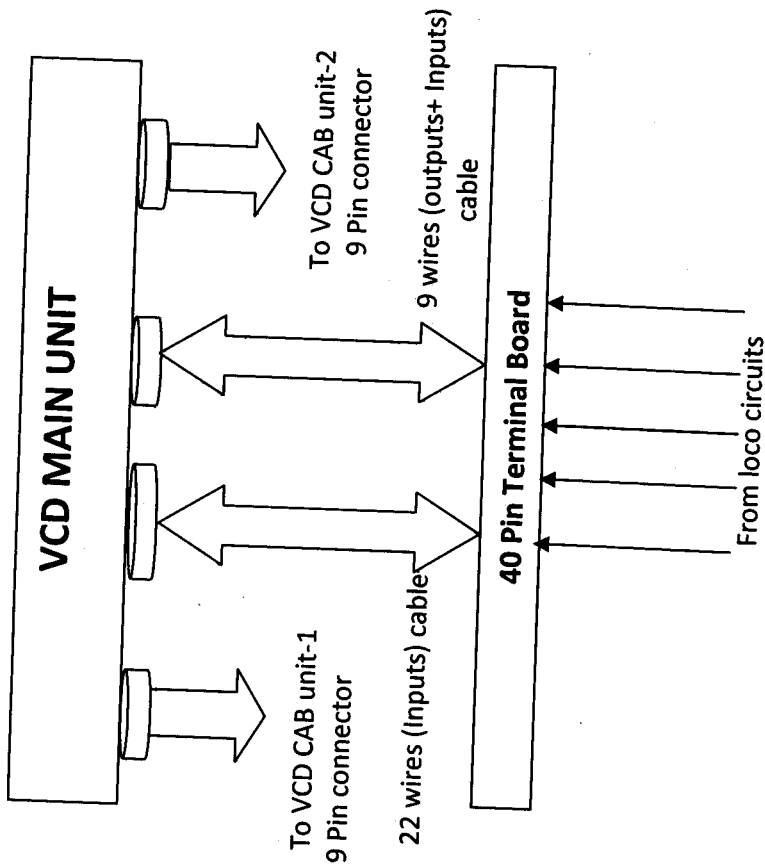 VCD MAIN UNIT
To VCD CAB unit-1
9 Pin connector
To VCD CAB unit-2
9 Pin connector
22 wires (Inputs) cable
9 wires (outputs+ Inputs)
cable
40 Pin Terminal Board
From loco circuits